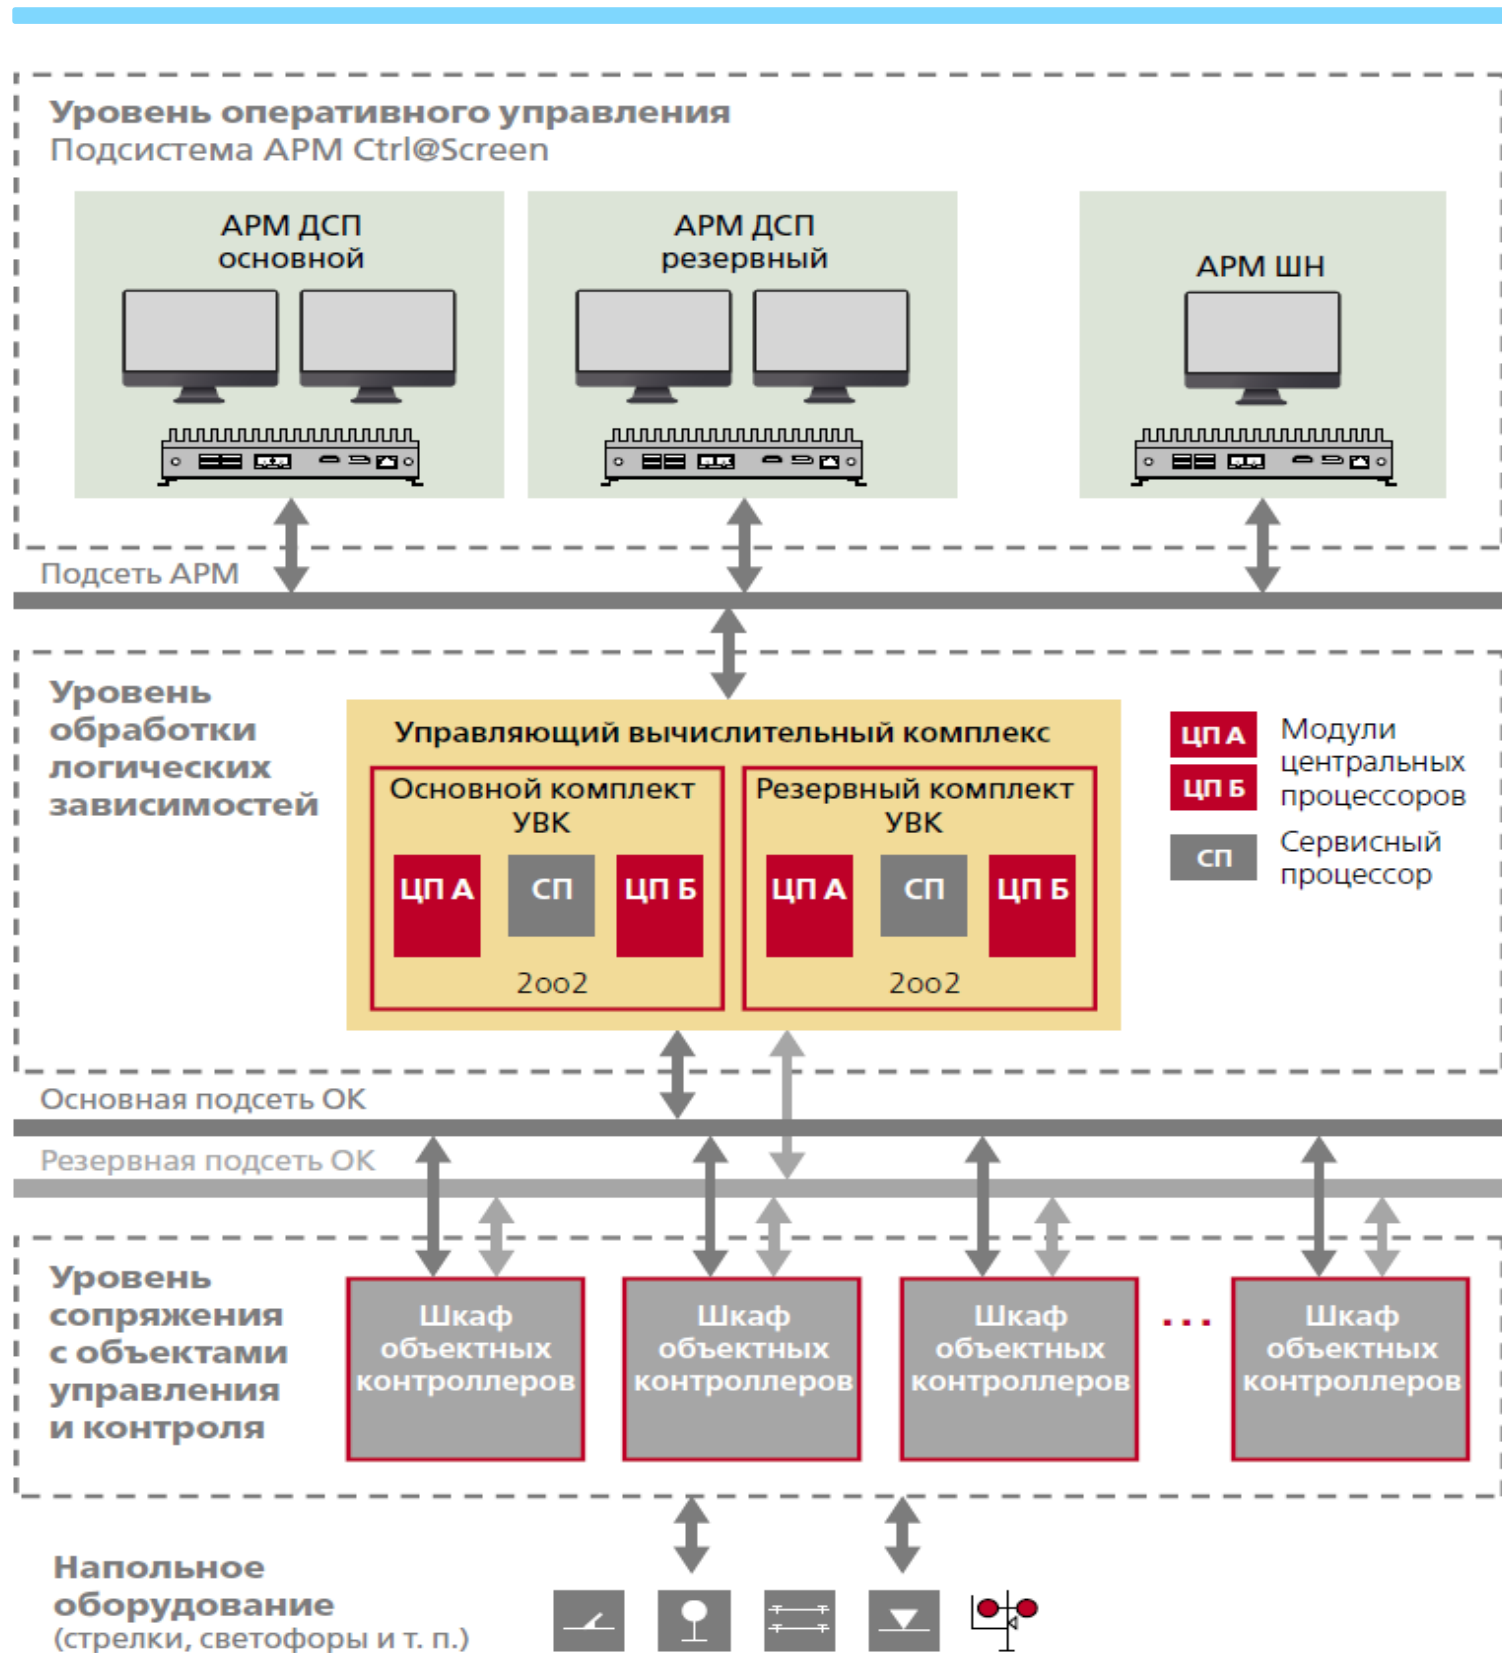 Уровень оперативного управления
Подсистема АРМ Ctrl@Screen
АРМ ДСП
основной
АРМ ДСП
резервный
АРМ ШН
Подсеть АРМ
Уровень
обработки
логических
зависимостей
Управляющий вычислительный комплекс
Основной комплект
УВК
ЦП А
СП
ЦП Б
2oo2
Резервный комплект
УВК
ЦП А
СП
ЦП Б
2oo2
ЦП А
ЦП Б
Модули
центральных
процессоров
СП
Сервисный
процессор
Основная подсеть ОК
Резервная подсеть ОК
Уровень
сопряжения
с объектами
управления
и контроля
Шкаф
объектных
контроллеров
Шкаф
объектных
контроллеров
Шкаф
объектных
контроллеров
...
Шкаф
объектных
контроллеров
Напольное
оборудование
(стрелки, светофоры и т. п.)